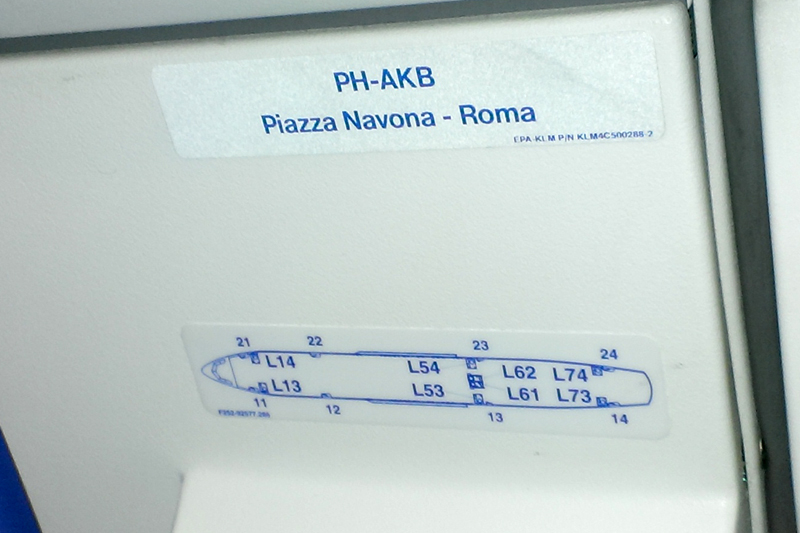 PH-AKB
Piazza Navona - Roma
EPA-KLM P/N KLM4C500288-2
21 22 23 24
L14 L54 L62 L74
L13 L53 L61 L73
11 12 13 14